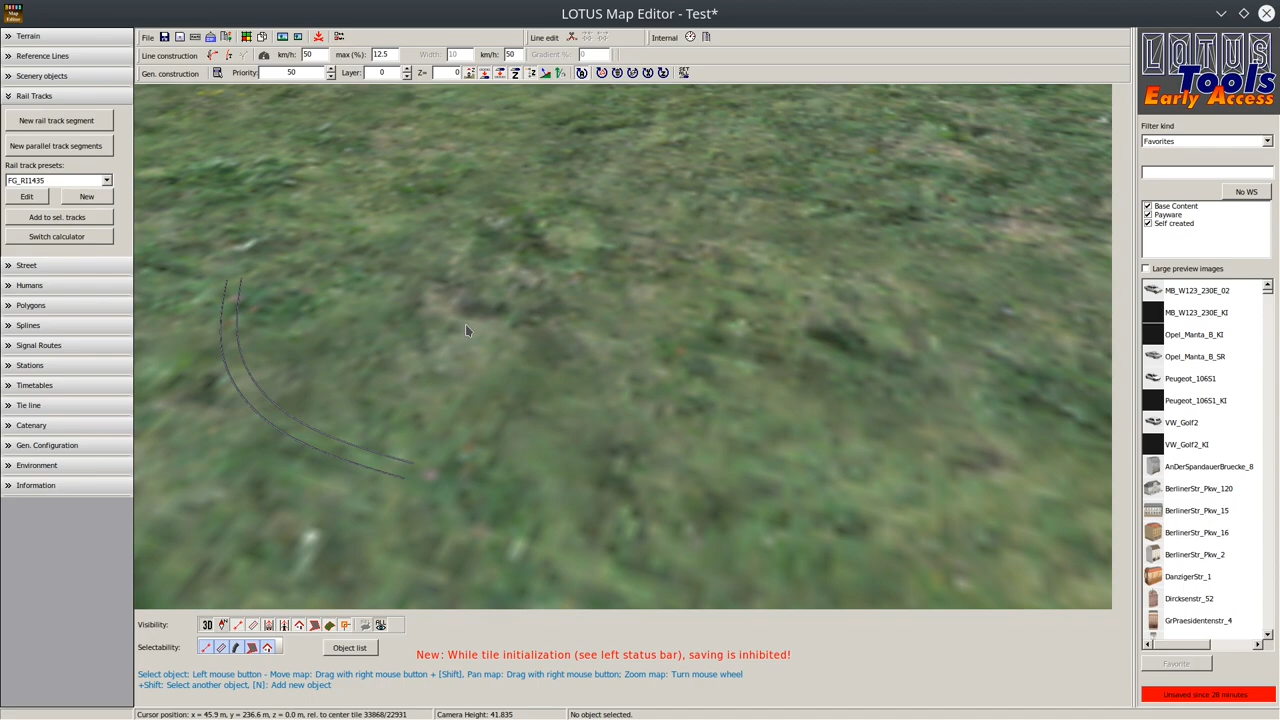 LOTUS Map Editor - Test*
Terrain
Reference Lines
Scenery objects
Rail Tracks
New rail track segment
New parallel track segments
Rail track presets:
FG_RI1435
Edit
New
Add to sel. tracks
Switch calculator
Street
Humans
Polygons
Splines
Signal Routes
Stations
Timetables
Tie line
Catenary
Gen. Configuration
Environment
Information
File
Line edit
Internal
Line construction
km/h: 50
max (%): 12.5
Width: 10
km/h: 50
Gradient %: 0
Gen. construction
Priority: 50
Layer: 0
Z= 0
Visibility:
3D
Selectability:
Object list
New: While tile initialization (see left status bar), saving is inhibited!
Select object: Left mouse button - Move map: Drag with right mouse button + [Shift], Pan map: Drag with right mouse button; Zoom map: Turn mouse wheel
+Shift: Select another object, [N]: Add new object
Cursor position: x = 45.9 m, y = 236.6 m, z = 0.0 m, rel. to center tile 33868/22931
Camera Height: 41.835
No object selected.
LOTUS
Tools
Early Access
Filter kind
Favorites
No WS
Base Content
Payware
Self created
Large preview images
MB_W123_230E_02
MB_W123_230E_KI
Opel_Manta_B_KI
Opel_Manta_B_SR
Peugeot_106S1
Peugeot_106S1_KI
VW_Golf2
VW_Golf2_KI
AnDerSpandauerBruecke_8
BerlinerStr_Pkw_120
BerlinerStr_Pkw_15
BerlinerStr_Pkw_16
BerlinerStr_Pkw_2
DanzigerStr_1
Dircksenstr_52
GrPraesidentenstr_4
Favorite
Unsaved since 28 minutes